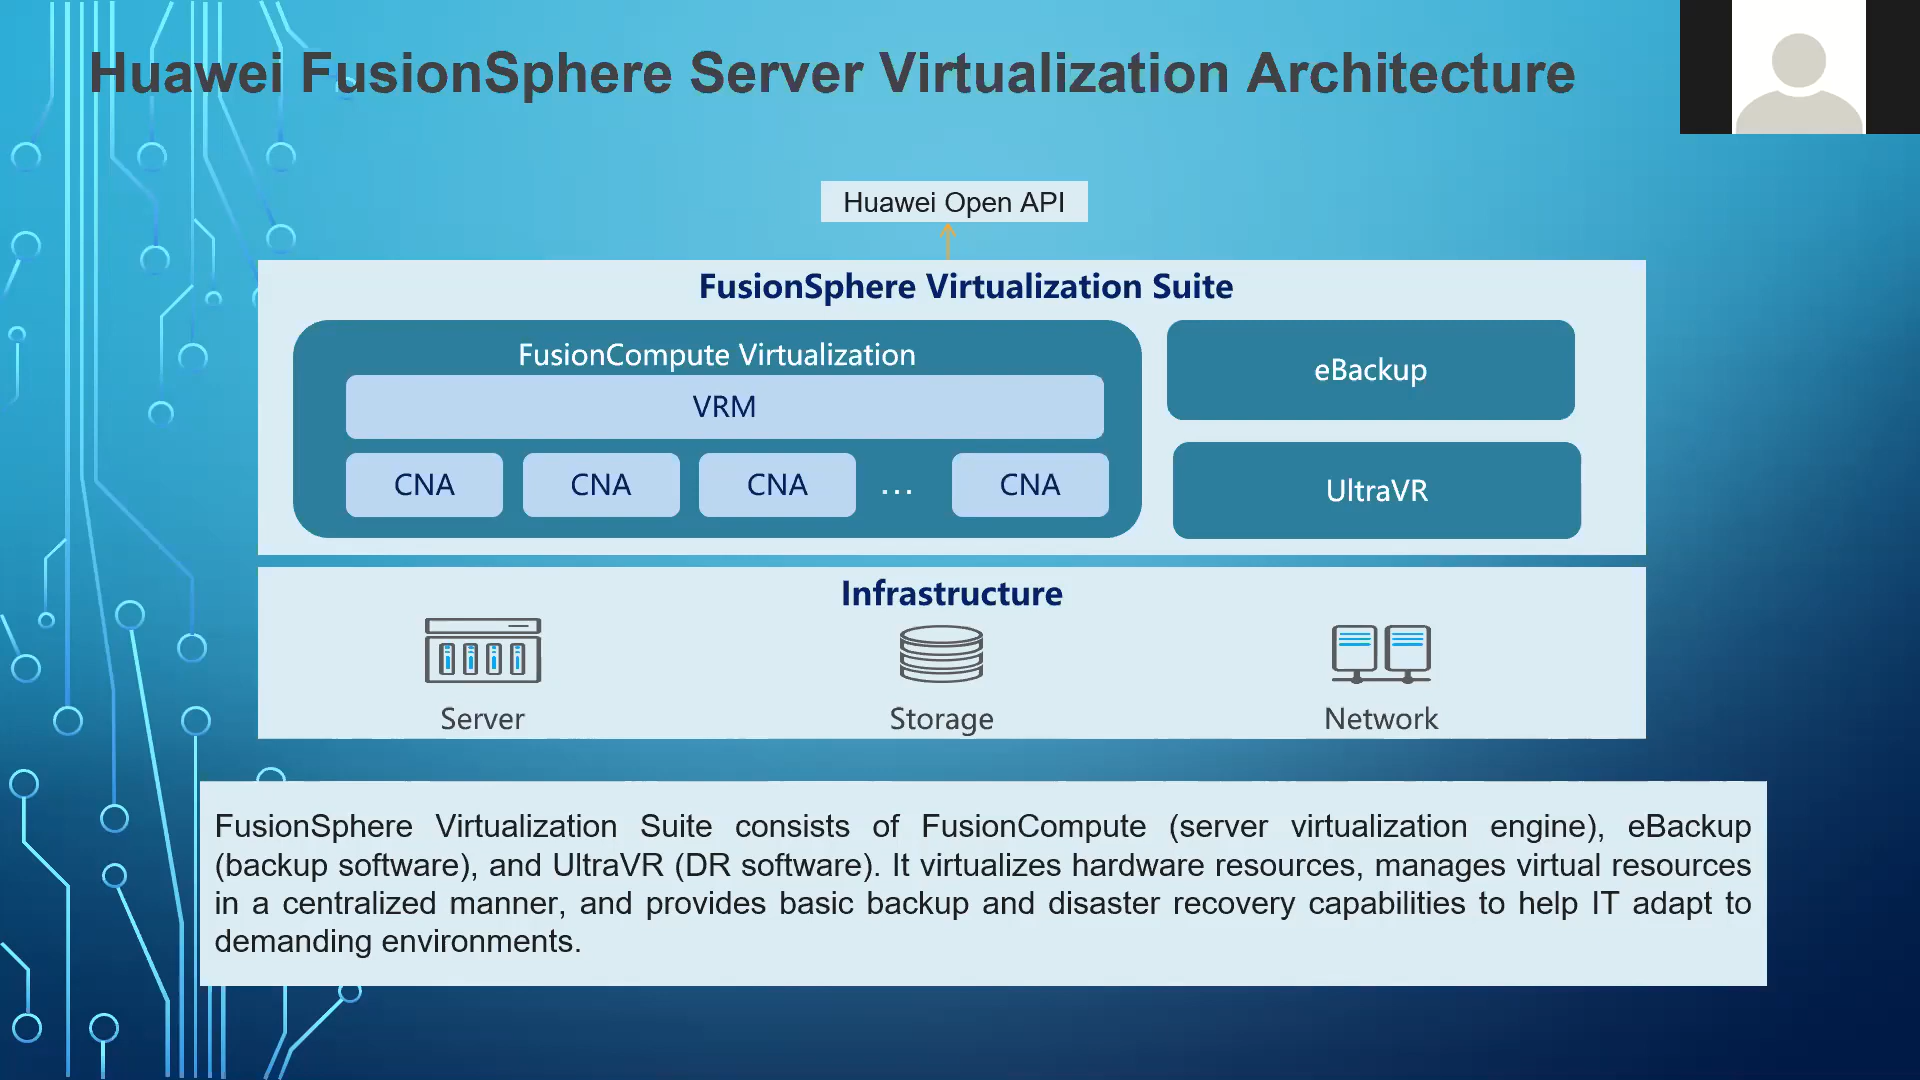 Huawei FusionSphere Server Virtualization Architecture
Huawei Open API
FusionSphere Virtualization Suite
FusionCompute Virtualization
VRM
CNA CNA CNA ... CNA
eBackup
UltraVR
Infrastructure
Server Storage Network
FusionSphere Virtualization Suite consists of FusionCompute (server virtualization engine), eBackup
(backup software), and UltraVR (DR software). It virtualizes hardware resources, manages virtual resources
in a centralized manner, and provides basic backup and disaster recovery capabilities to help IT adapt to
demanding environments.